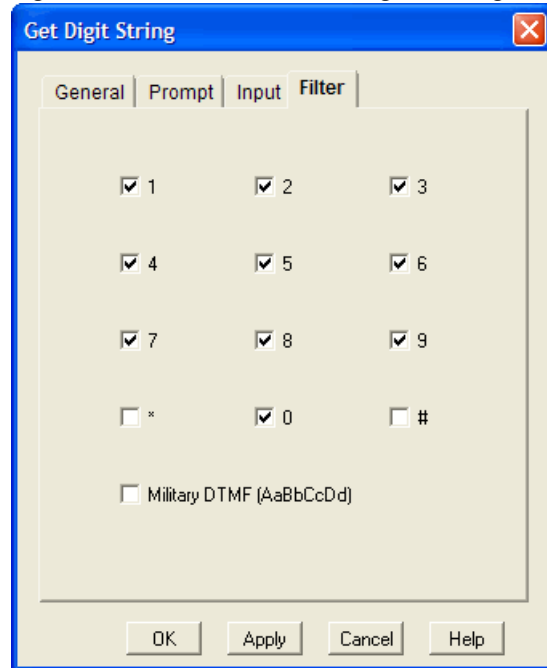 Get Digit String
General Prompt Input Filter
1 2 3
4 5 6
7 8 9
* 0 #
Military DTMF (AaBbCcDd)
OK Apply Cancel Help